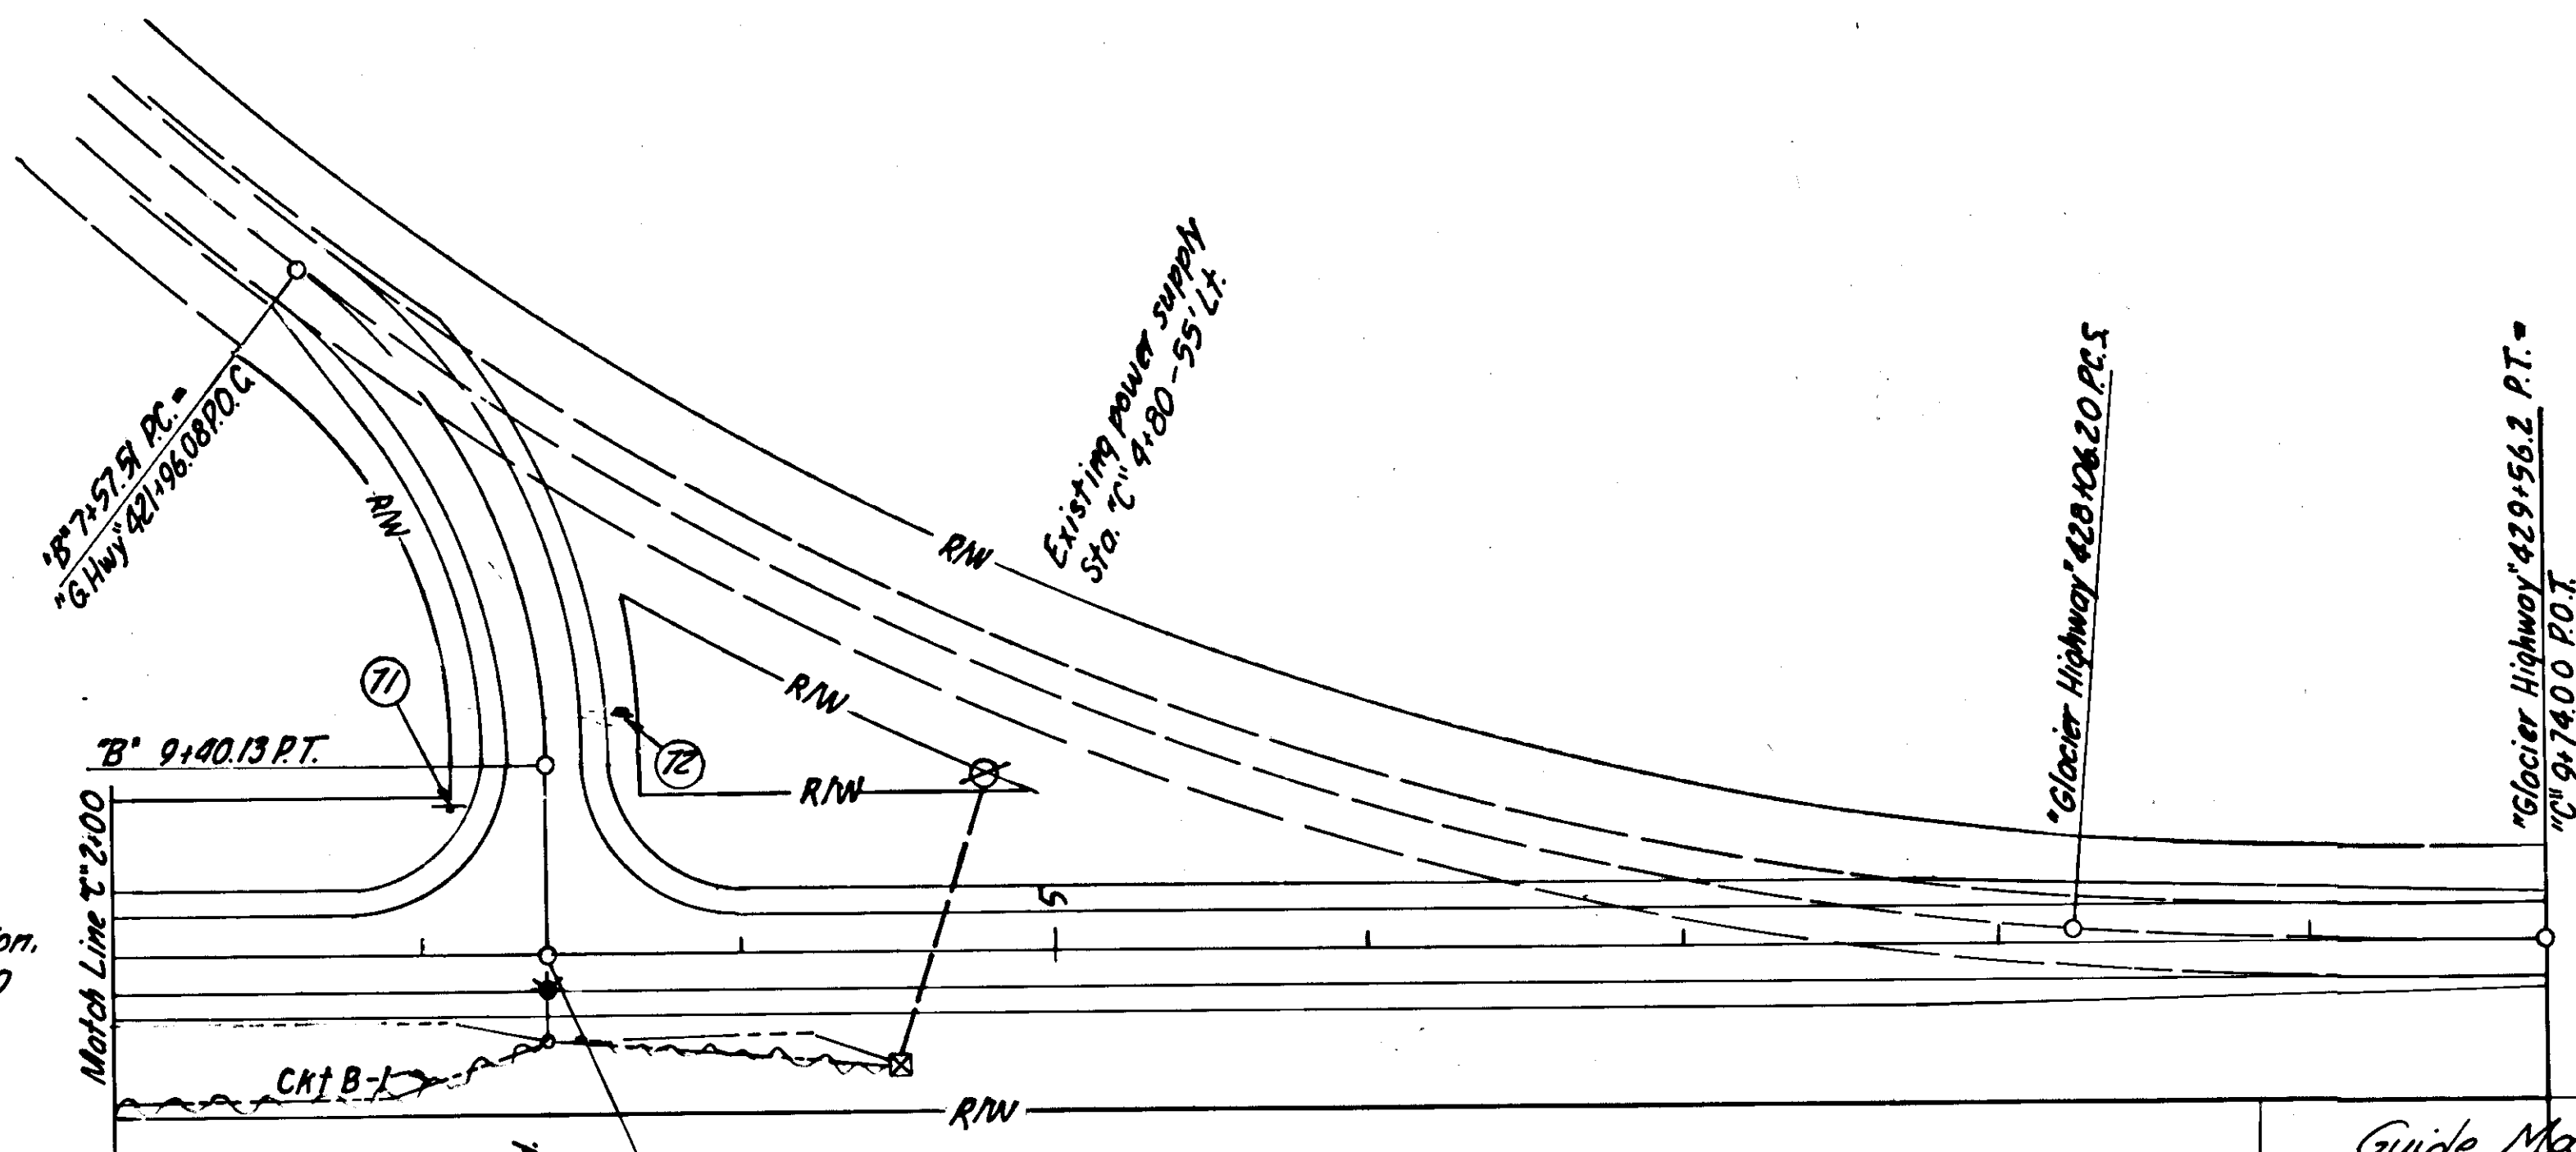 "B" 7+57.51 P.C. =
"G. Hwy" 421+96.08 P.O.C.
R/W
Existing power supply
Sta. "C" 4+80 - 55' Lt.
R/W
"Glacier Highway" 428+06.20 P.C.S.
"Glacier Highway" 429+56.2 P.T. =
"C" 9+74.00 P.O.T.
71
72
R/W
"B" 9+40.13 P.T.
R/W
Match Line "C" 2+00
5
Ckt B-1
R/W
Guide Ma